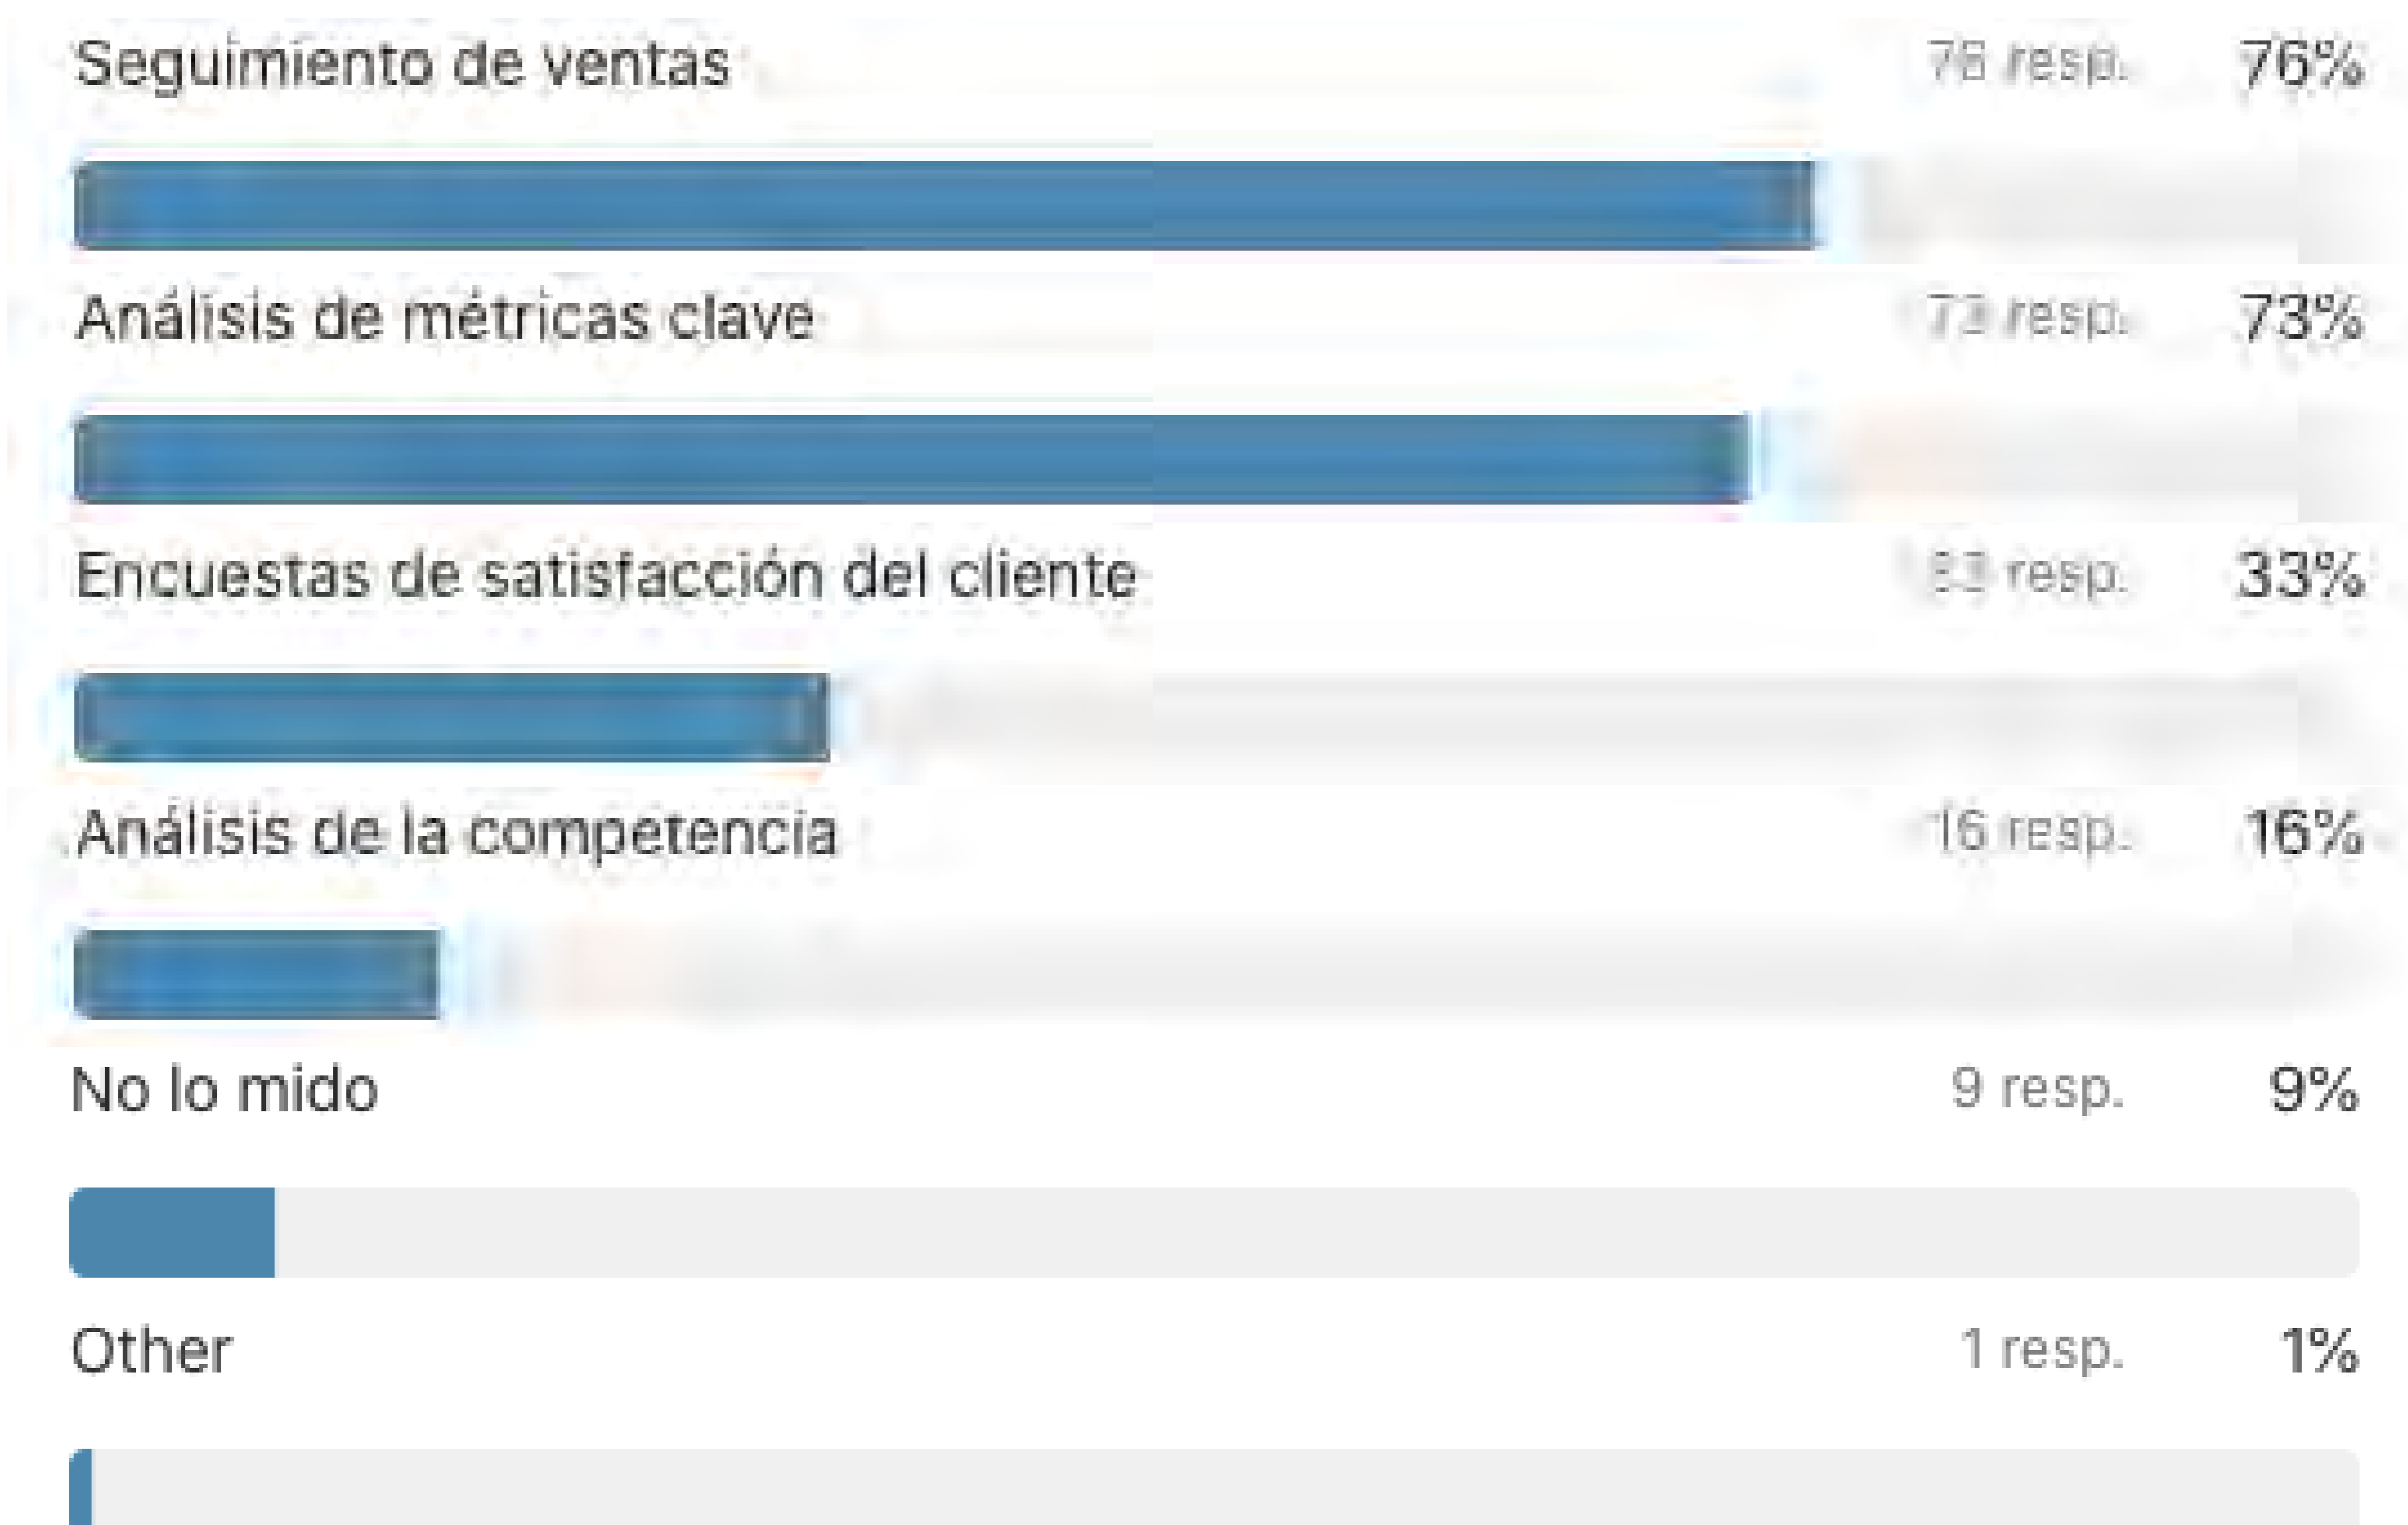 Seguimiento de ventas 76 resp. 76%
Análisis de métricas clave 73 resp. 73%
Encuestas de satisfacción del cliente resp. 33%
Análisis de la competencia 16 resp. 16%
No lo mido 9 resp. 9%
Other 1 resp. 1%